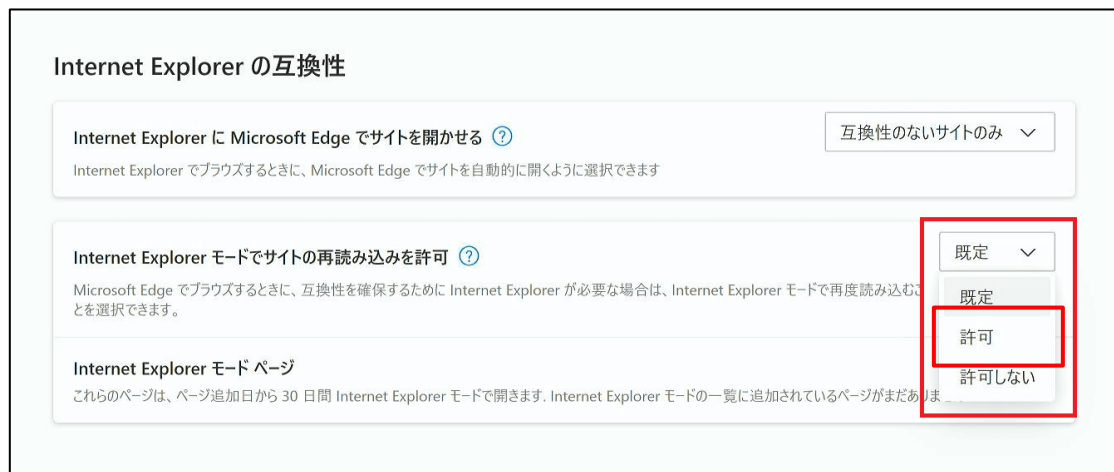 Internet Explorer の互換性
Internet Explorer に Microsoft Edge でサイトを開かせる
互換性のないサイトのみ
Internet Explorer でブラウズするときに、Microsoft Edge でサイトを自動的に開くように選択できます
Internet Explorer モードでサイトの再読み込みを許可
既定
Microsoft Edge でブラウズするときに、互換性を確保するために Internet Explorer が必要な場合は、Internet Explorer モードで再度読み込むこ
とを選択できます。
既定
許可
許可しない
Internet Explorer モード ページ
これらのページは、ページ追加日から 30 日間 Internet Explorer モードで開きます. Internet Explorer モードの一覧に追加されているページがまだあり